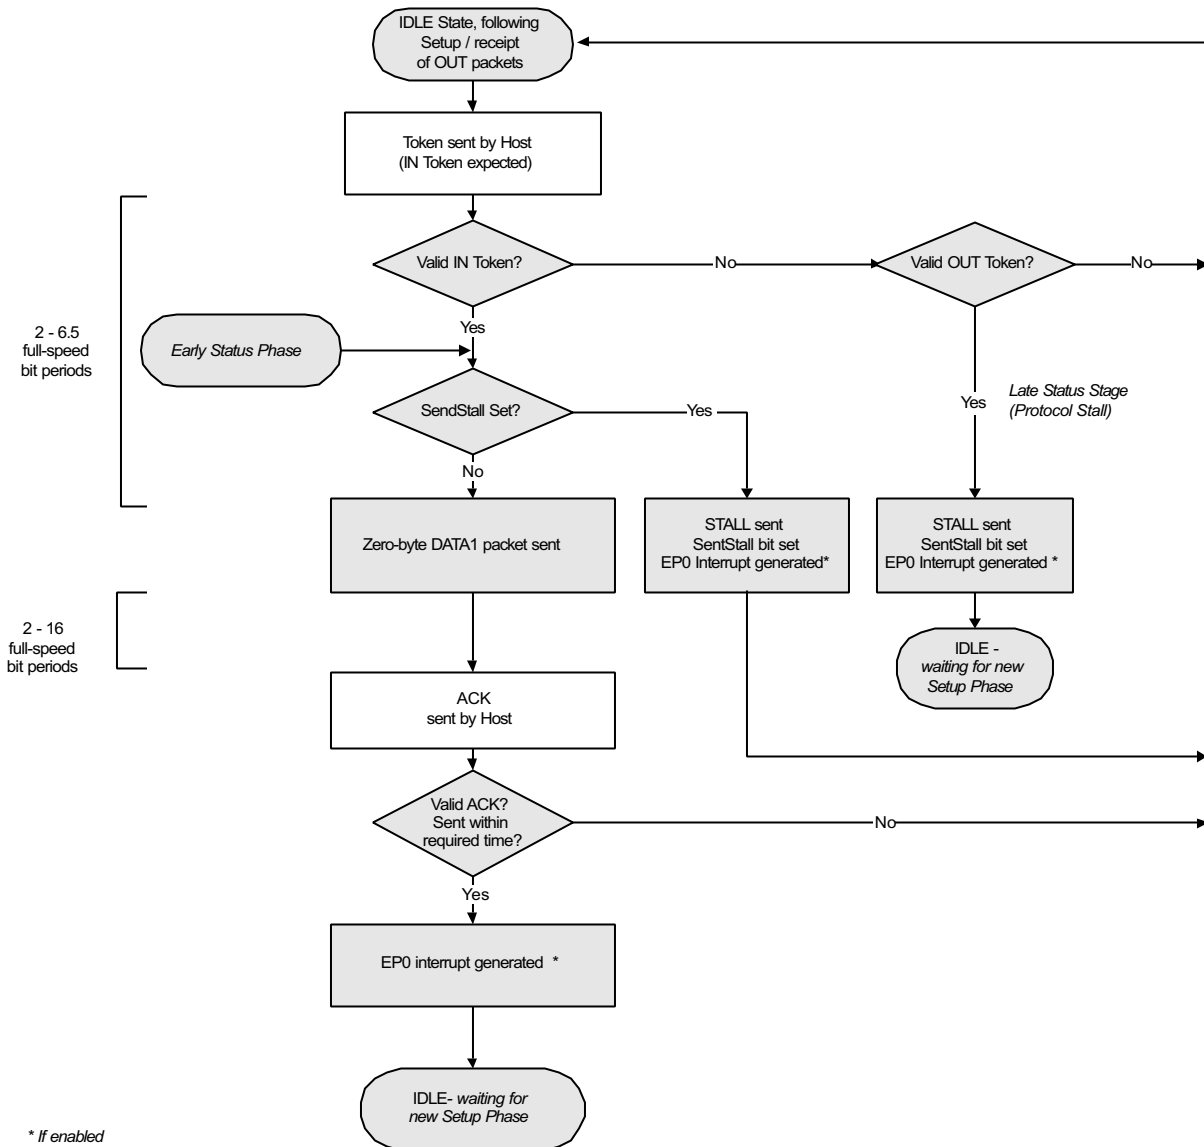 IDLE State, following
Setup / receipt
of OUT packets
Token sent by Host
(IN Token expected)
Valid IN Token?
No
Valid OUT Token?
No
2 - 6.5
full-speed
bit periods
Yes
Early Status Phase
SendStall Set?
Yes
Yes
Late Status Stage
(Protocol Stall)
No
Zero-byte DATA1 packet sent
STALL sent
SentStall bit set
EP0 Interrupt generated*
STALL sent
SentStall bit set
EP0 Interrupt generated *
2 - 16
full-speed
bit periods
IDLE -
waiting for new
Setup Phase
ACK
sent by Host
Valid ACK?
Sent within
required time?
No
Yes
EP0 interrupt generated *
IDLE- waiting for
new Setup Phase
* If enabled